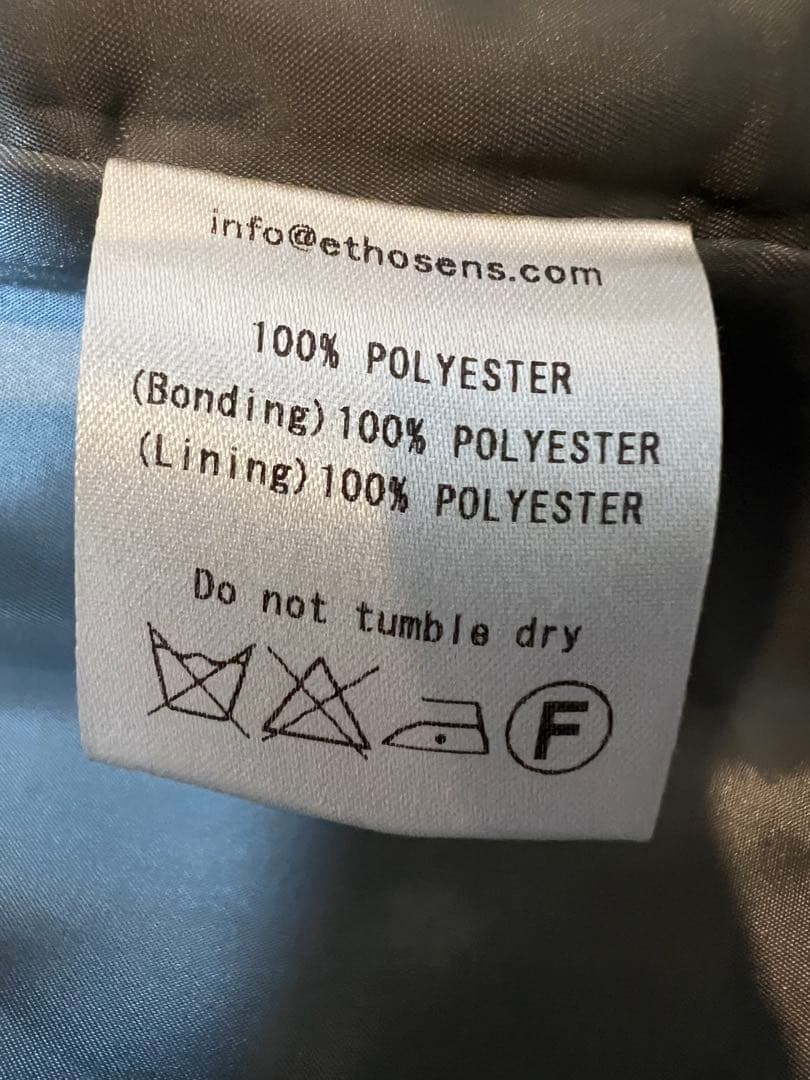 info@ethosens.com
100% POLYESTER
(Bonding)100% POLYESTER
(Lining)100% POLYESTER
Do not tumble dry
F